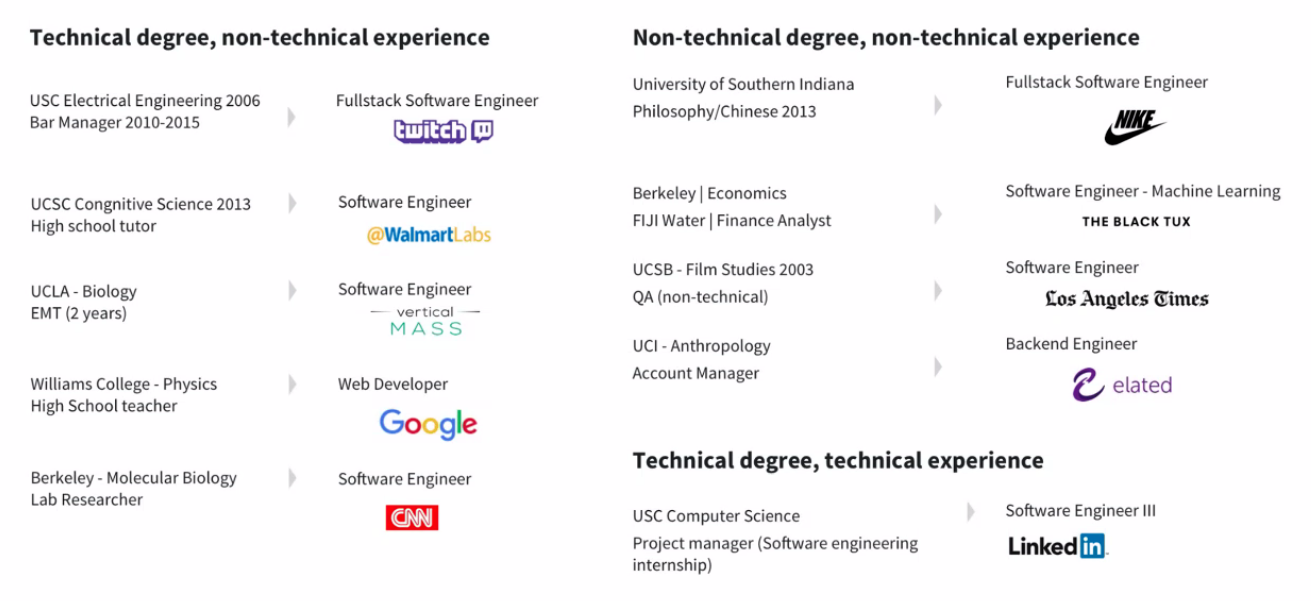 Technical degree, non-technical experience
USC Electrical Engineering 2006
Bar Manager 2010-2015
Fullstack Software Engineer
twitch
UCSC Congnitive Science 2013
High school tutor
Software Engineer
@WalmartLabs
UCLA - Biology
EMT (2 years)
Software Engineer
vertical
MASS
Williams College - Physics
High School teacher
Web Developer
Google
Berkeley - Molecular Biology
Lab Researcher
Software Engineer
CNN
Non-technical degree, non-technical experience
University of Southern Indiana
Philosophy/Chinese 2013
Fullstack Software Engineer
NIKE
Berkeley | Economics
FIJI Water | Finance Analyst
Software Engineer - Machine Learning
THE BLACK TUX
UCSB - Film Studies 2003
QA (non-technical)
Software Engineer
Los Angeles Times
UCI - Anthropology
Account Manager
Backend Engineer
elated
Technical degree, technical experience
USC Computer Science
Project manager (Software engineering
internship)
Software Engineer III
Linked in